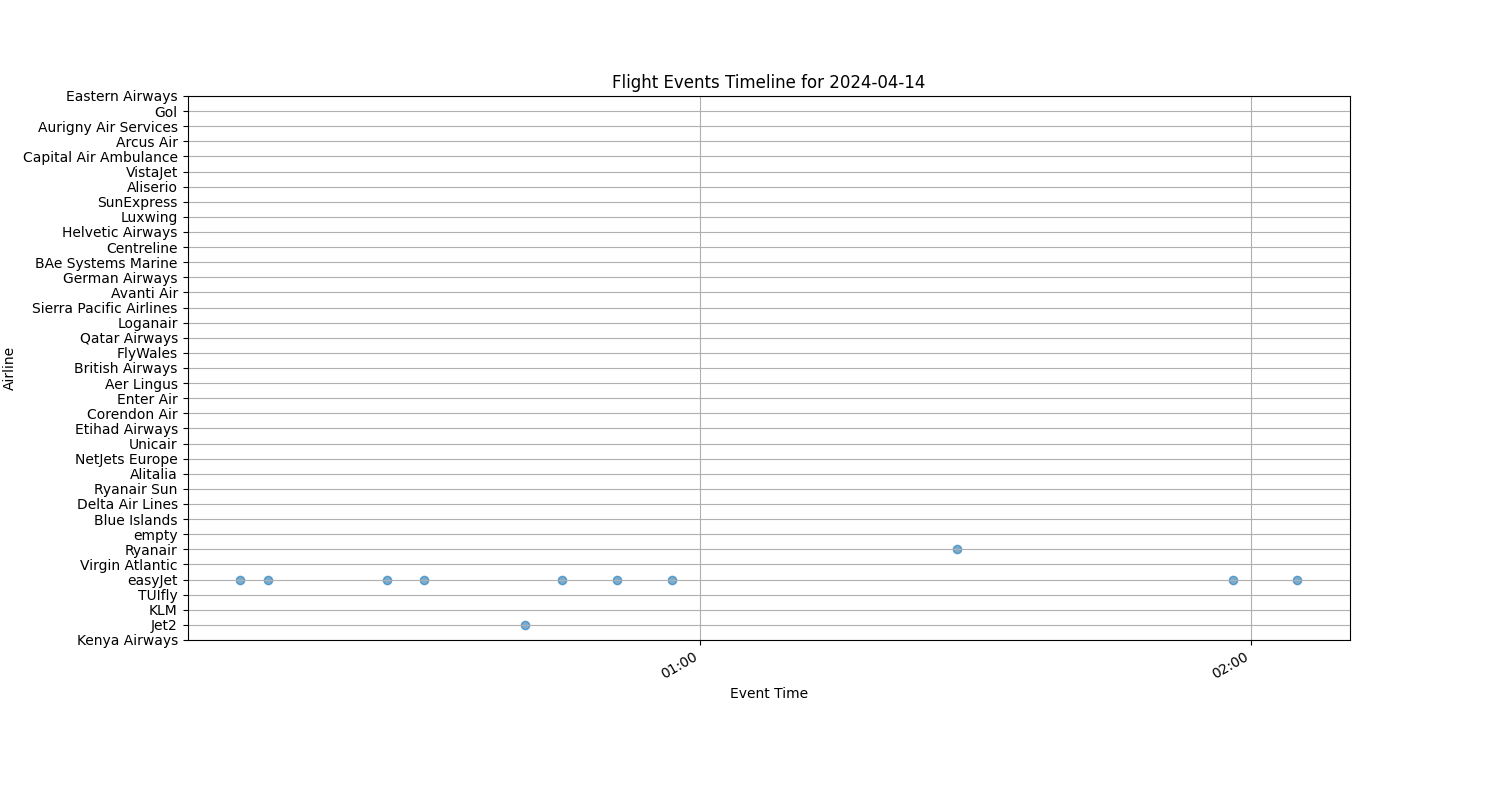 Flight Events Timeline for 2024-04-14
Eastern Airways
Gol
Aurigny Air Services
Arcus Air
Capital Air Ambulance
VistaJet
Aliserio
SunExpress
Luxwing
Helvetic Airways
Centreline
BAe Systems Marine
German Airways
Avanti Air
Sierra Pacific Airlines
Loganair
Qatar Airways
FlyWales
British Airways
Aer Lingus
Enter Air
Corendon Air
Etihad Airways
Unicair
NetJets Europe
Alitalia
Ryanair Sun
Delta Air Lines
Blue Islands
empty
Ryanair
Virgin Atlantic
easyJet
TUIfly
KLM
Jet2
Kenya Airways
Airline
01:00
02:00
Event Time